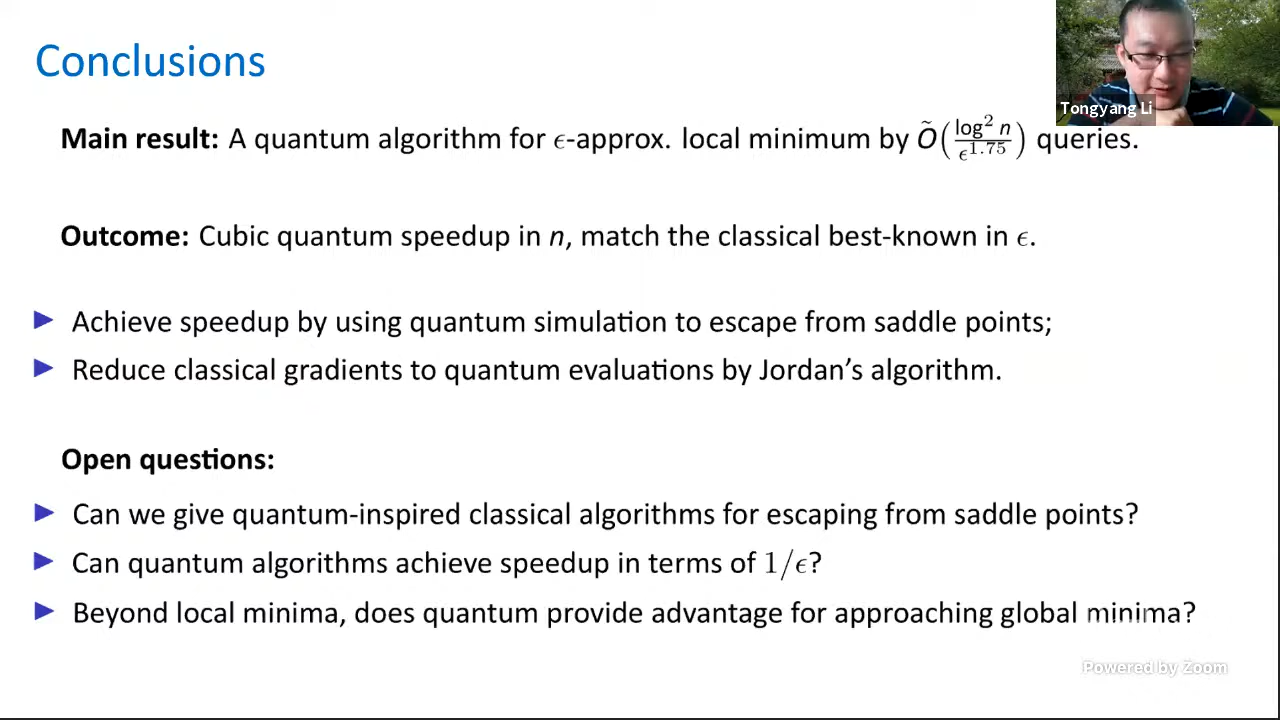 Conclusions
Tongyang Li
Main result: A quantum algorithm for ϵ-approx. local minimum by Õ(log² n / ϵ^1.75) queries.
Outcome: Cubic quantum speedup in n, match the classical best-known in ϵ.
▶ Achieve speedup by using quantum simulation to escape from saddle points;
▶ Reduce classical gradients to quantum evaluations by Jordan's algorithm.
Open questions:
▶ Can we give quantum-inspired classical algorithms for escaping from saddle points?
▶ Can quantum algorithms achieve speedup in terms of 1/ϵ?
▶ Beyond local minima, does quantum provide advantage for approaching global minima?
Powered by Zoom